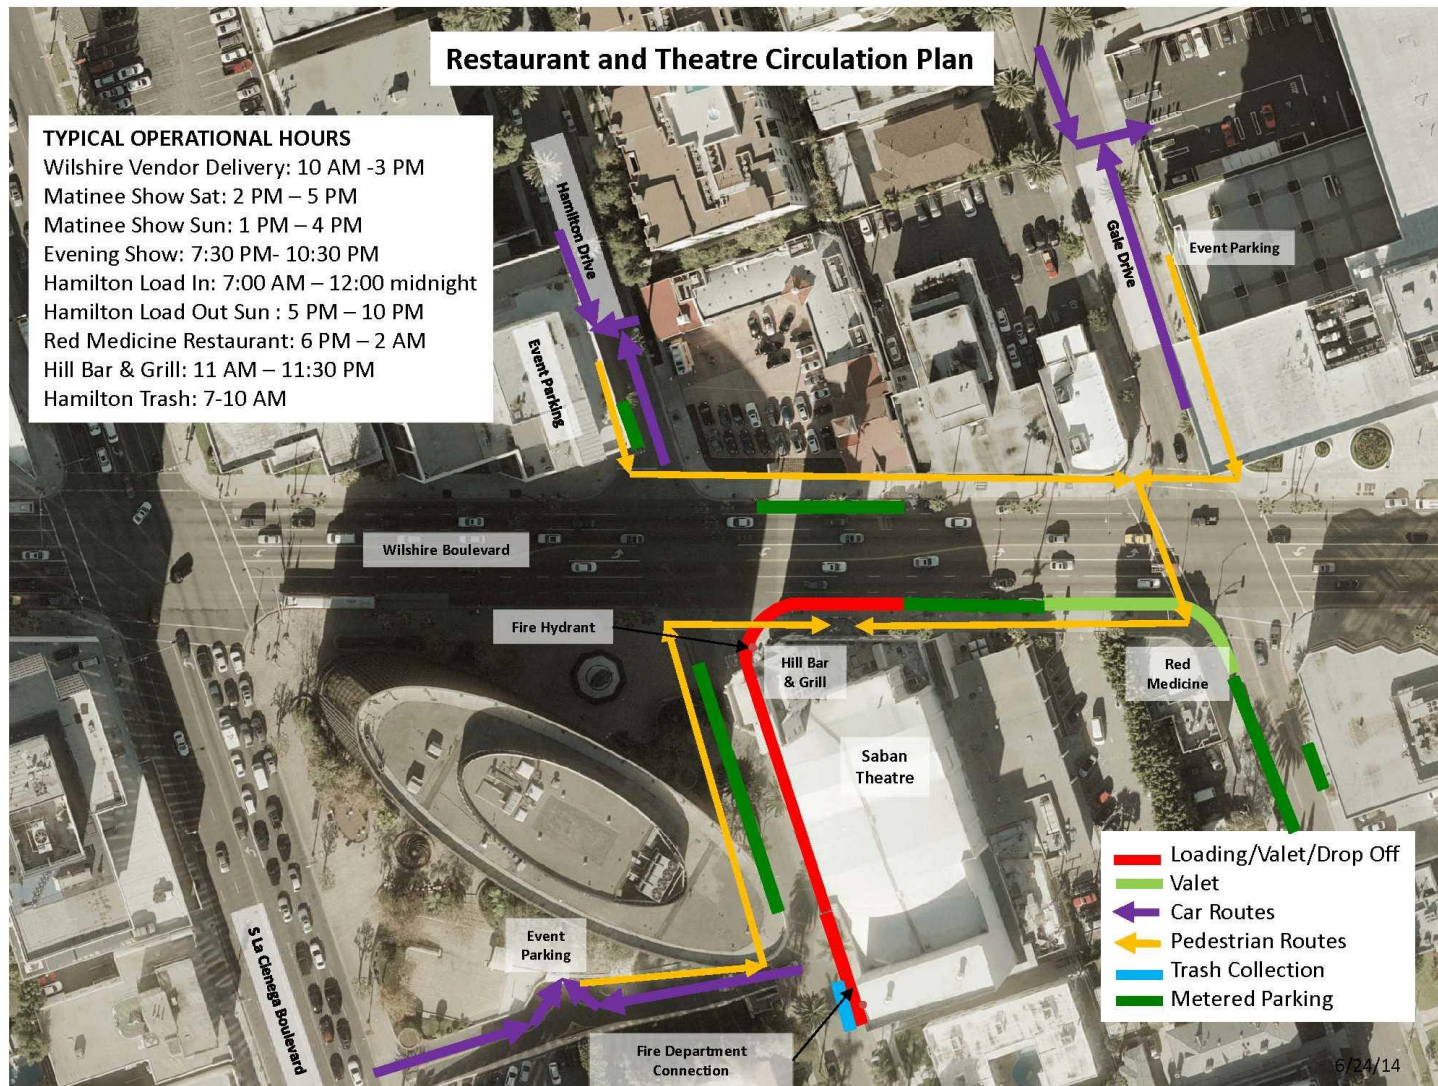 Restaurant and Theatre Circulation Plan
TYPICAL OPERATIONAL HOURS
Wilshire Vendor Delivery: 10 AM -3 PM
Matinee Show Sat: 2 PM – 5 PM
Matinee Show Sun: 1 PM – 4 PM
Evening Show: 7:30 PM- 10:30 PM
Hamilton Load In: 7:00 AM – 12:00 midnight
Hamilton Load Out Sun : 5 PM – 10 PM
Red Medicine Restaurant: 6 PM – 2 AM
Hill Bar & Grill: 11 AM – 11:30 PM
Hamilton Trash: 7-10 AM
Hamilton Drive
Gale Drive
Event Parking
Event Parking
Wilshire Boulevard
Fire Hydrant
Hill Bar
& Grill
Red
Medicine
Saban
Theatre
Event
Parking
S La Cienega Boulevard
Fire Department
Connection
Loading/Valet/Drop Off
Valet
Car Routes
Pedestrian Routes
Trash Collection
Metered Parking
6/24/14